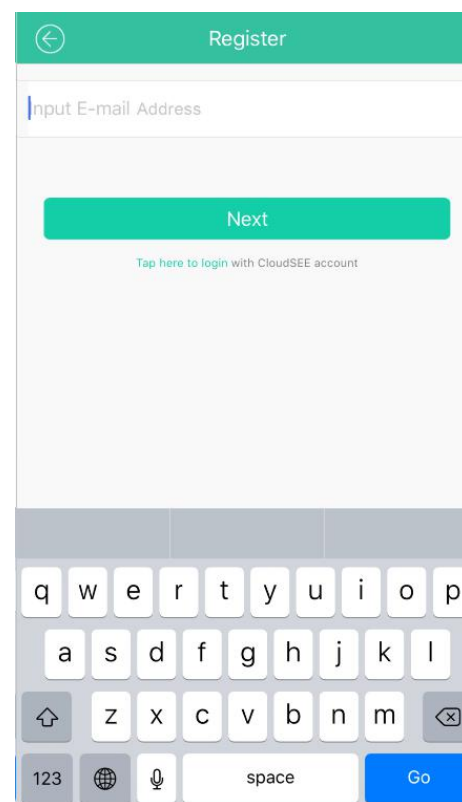 Register
Input E-mail Address
Next
Tap here to login with CloudSEE account
q w e r t y u i o p
a s d f g h j k l
z x c v b n m
123 space Go